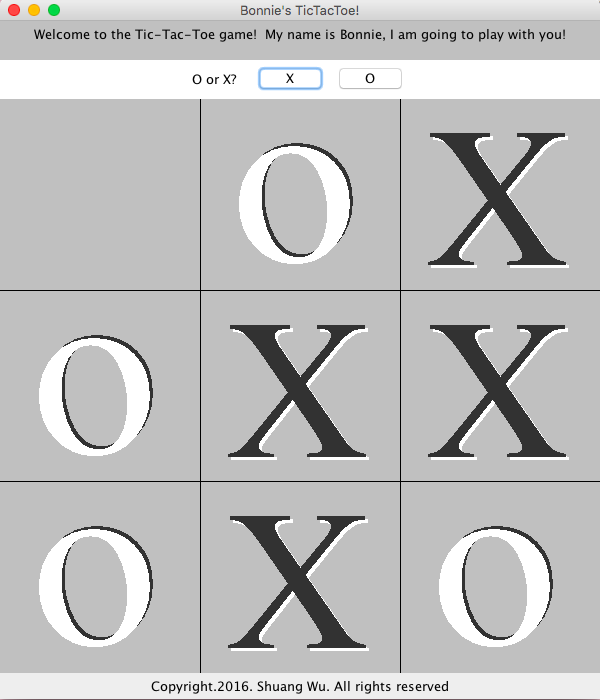 Bonnie's TicTacToe!
Welcome to the Tic-Tac-Toe game!  My name is Bonnie, I am going to play with you!
O or X? X O
O X
O X X
O X O
Copyright.2016. Shuang Wu. All rights reserved